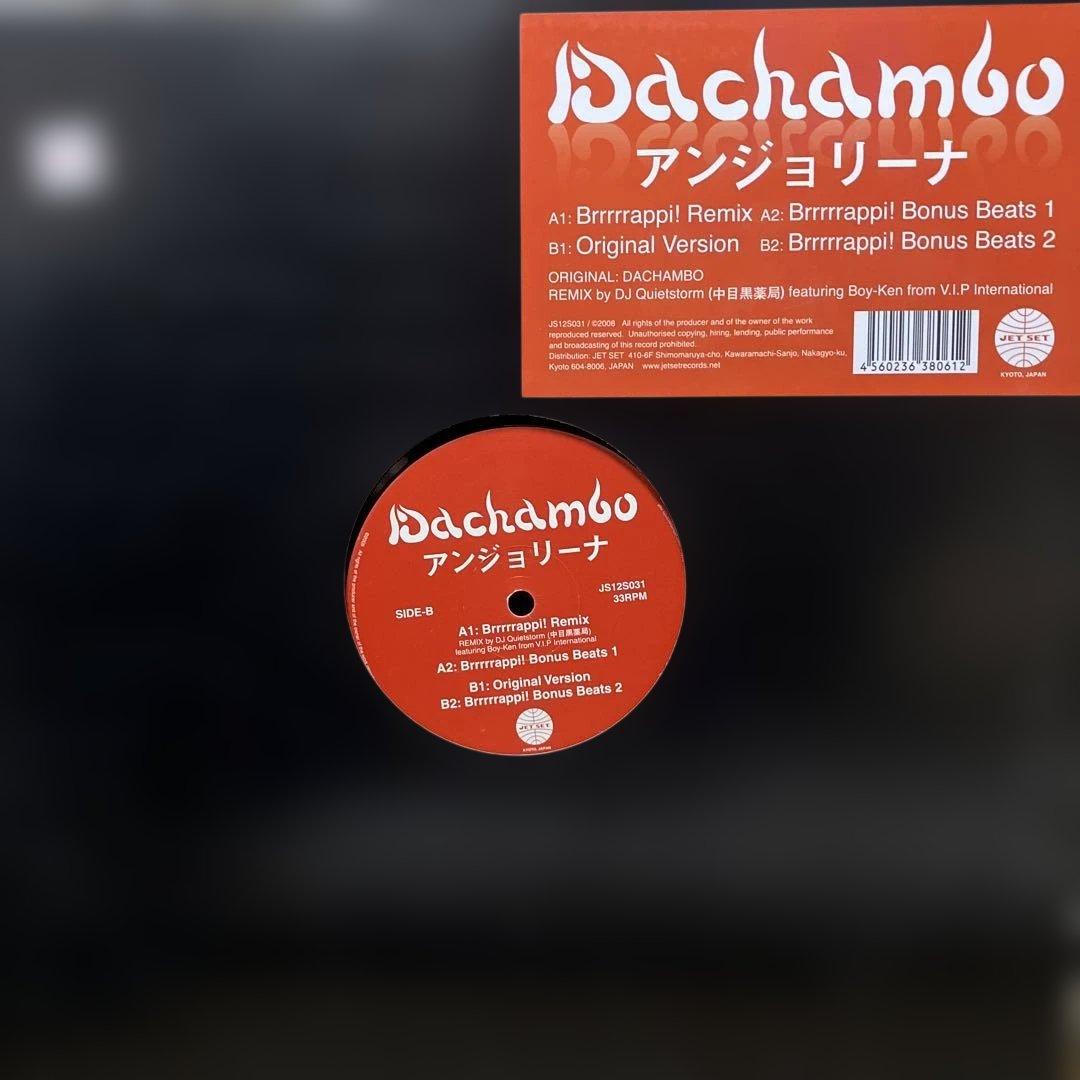 Dachambo
アンジョリーナ
A1: Brrrrrappi! Remix A2: Brrrrrappi! Bonus Beats 1
B1: Original Version B2: Brrrrrappi! Bonus Beats 2
ORIGINAL: DACHAMBO
REMIX by DJ Quietstorm (中目黒薬局) featuring Boy-Ken from V.I.P International
JS12S031 / ©2008 All rights of the producer and of the owner of the work
reproduced reserved. Unauthorised copying, hiring, lending, public performance
and broadcasting of this record prohibited.
Distribution: JET SET 410-6F Shimomaruya-cho, Kawaramachi-Sanjo, Nakagyo-ku,
Kyoto 604-8006, JAPAN www.jetsetrecords.net
4 560236 380612
JET SET
KYOTO, JAPAN
Dachambo
アンジョリーナ
SIDE-B
JS12S031
33RPM
A1: Brrrrrappi! Remix
REMIX by DJ Quietstorm (中目黒薬局)
featuring Boy-Ken from V.I.P International
A2: Brrrrrappi! Bonus Beats 1
B1: Original Version
B2: Brrrrrappi! Bonus Beats 2
JET SET
KYOTO, JAPAN